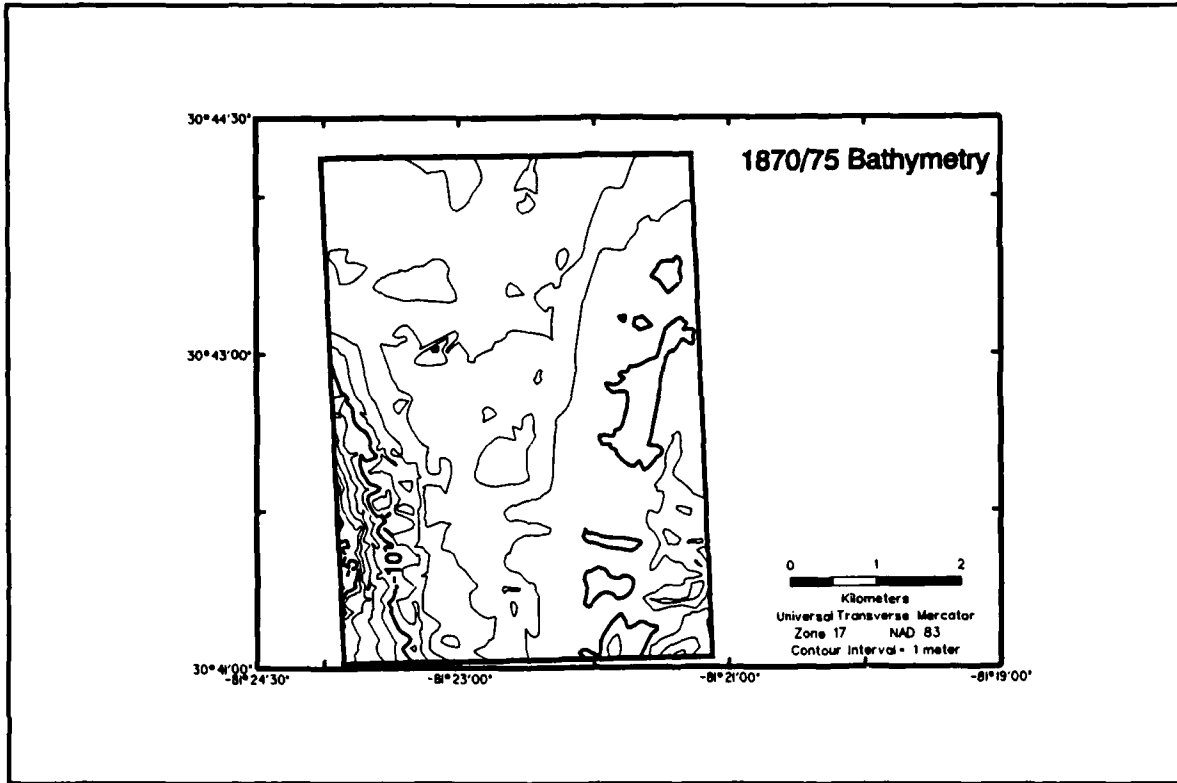 30°44'30"
1870/75 Bathymetry
30°43'00"
-5
-10
0 1 2
Kilometers
Universal Transverse Mercator
Zone 17 NAD 83
Contour Interval - 1 meter
30°41'00"
-81°24'30" -81°23'00" -81°21'00" -81°19'00"